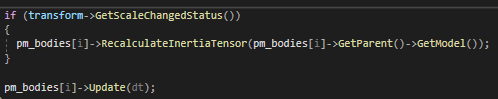 if (transform->GetScaleChangedStatus())
{
pm_bodies[i]->RecalculateInertiaTensor(pm_bodies[i]->GetParent()->GetModel());
}
pm_bodies[i]->Update(dt);